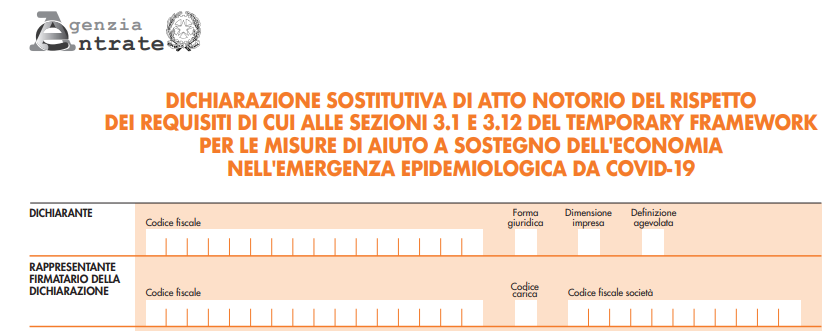 Agenzia
Entrate
DICHIARAZIONE SOSTITUTIVA DI ATTO NOTORIO DEL RISPETTO
DEI REQUISITI DI CUI ALLE SEZIONI 3.1 E 3.12 DEL TEMPORARY FRAMEWORK
PER LE MISURE DI AIUTO A SOSTEGNO DELL'ECONOMIA
NELL'EMERGENZA EPIDEMIOLOGICA DA COVID-19
DICHIARANTE
Codice fiscale
Forma
giuridica
Dimensione
impresa
Definizione
agevolata
RAPPRESENTANTE
FIRMATARIO DELLA
DICHIARAZIONE
Codice fiscale
Codice
carica
Codice fiscale società